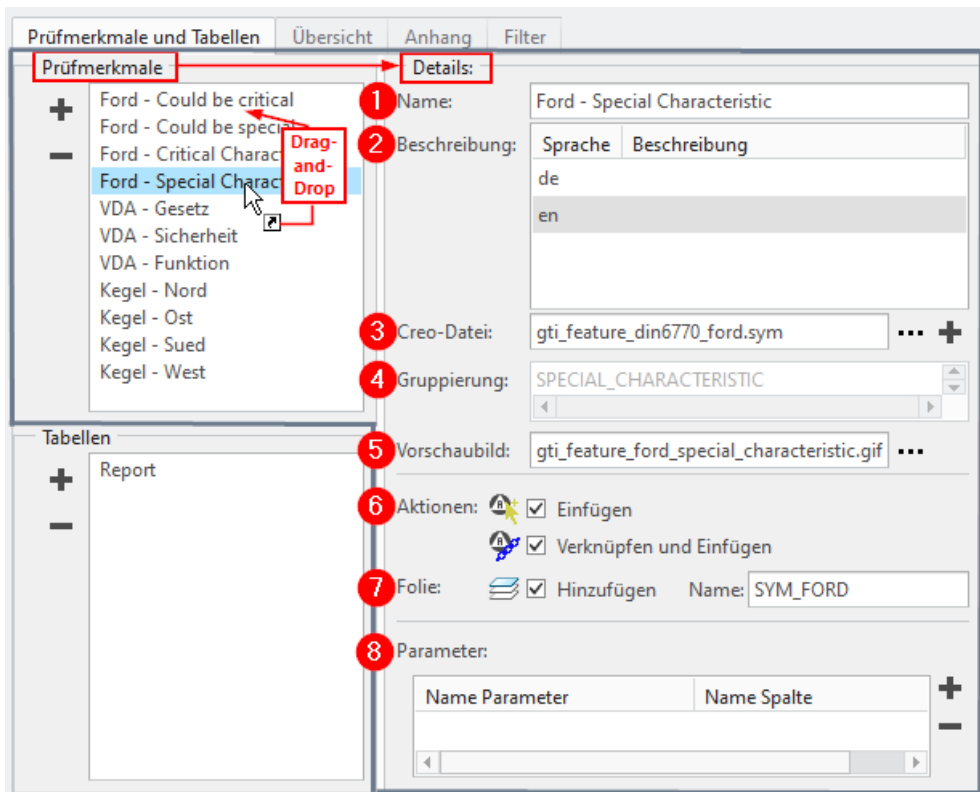 Prüfmerkmale und Tabellen Übersicht Anhang Filter
Prüfmerkmale
Ford - Could be critical
Ford - Could be special
Ford - Critical Charact
Ford - Special Charact
VDA - Gesetz
VDA - Sicherheit
VDA - Funktion
Kegel - Nord
Kegel - Ost
Kegel - Sued
Kegel - West
Drag-
and-
Drop
Tabellen
Report
Details:
1 Name: Ford - Special Characteristic
2 Beschreibung: Sprache Beschreibung
de
en
3 Creo-Datei: gti_feature_din6770_ford.sym
4 Gruppierung: SPECIAL_CHARACTERISTIC
5 Vorschaubild: gti_feature_ford_special_characteristic.gif
6 Aktionen: Einfügen
Verknüpfen und Einfügen
7 Folie: Hinzufügen Name: SYM_FORD
8 Parameter:
Name Parameter Name Spalte